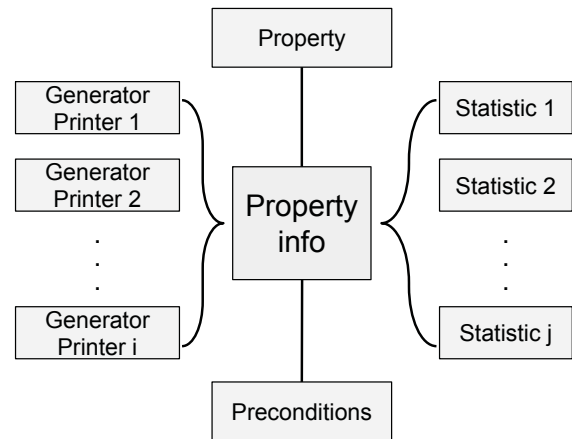 Property
Generator
Printer 1
Generator
Printer 2
.
.
.
Generator
Printer i
Property
info
Statistic 1
Statistic 2
.
.
.
Statistic j
Preconditions